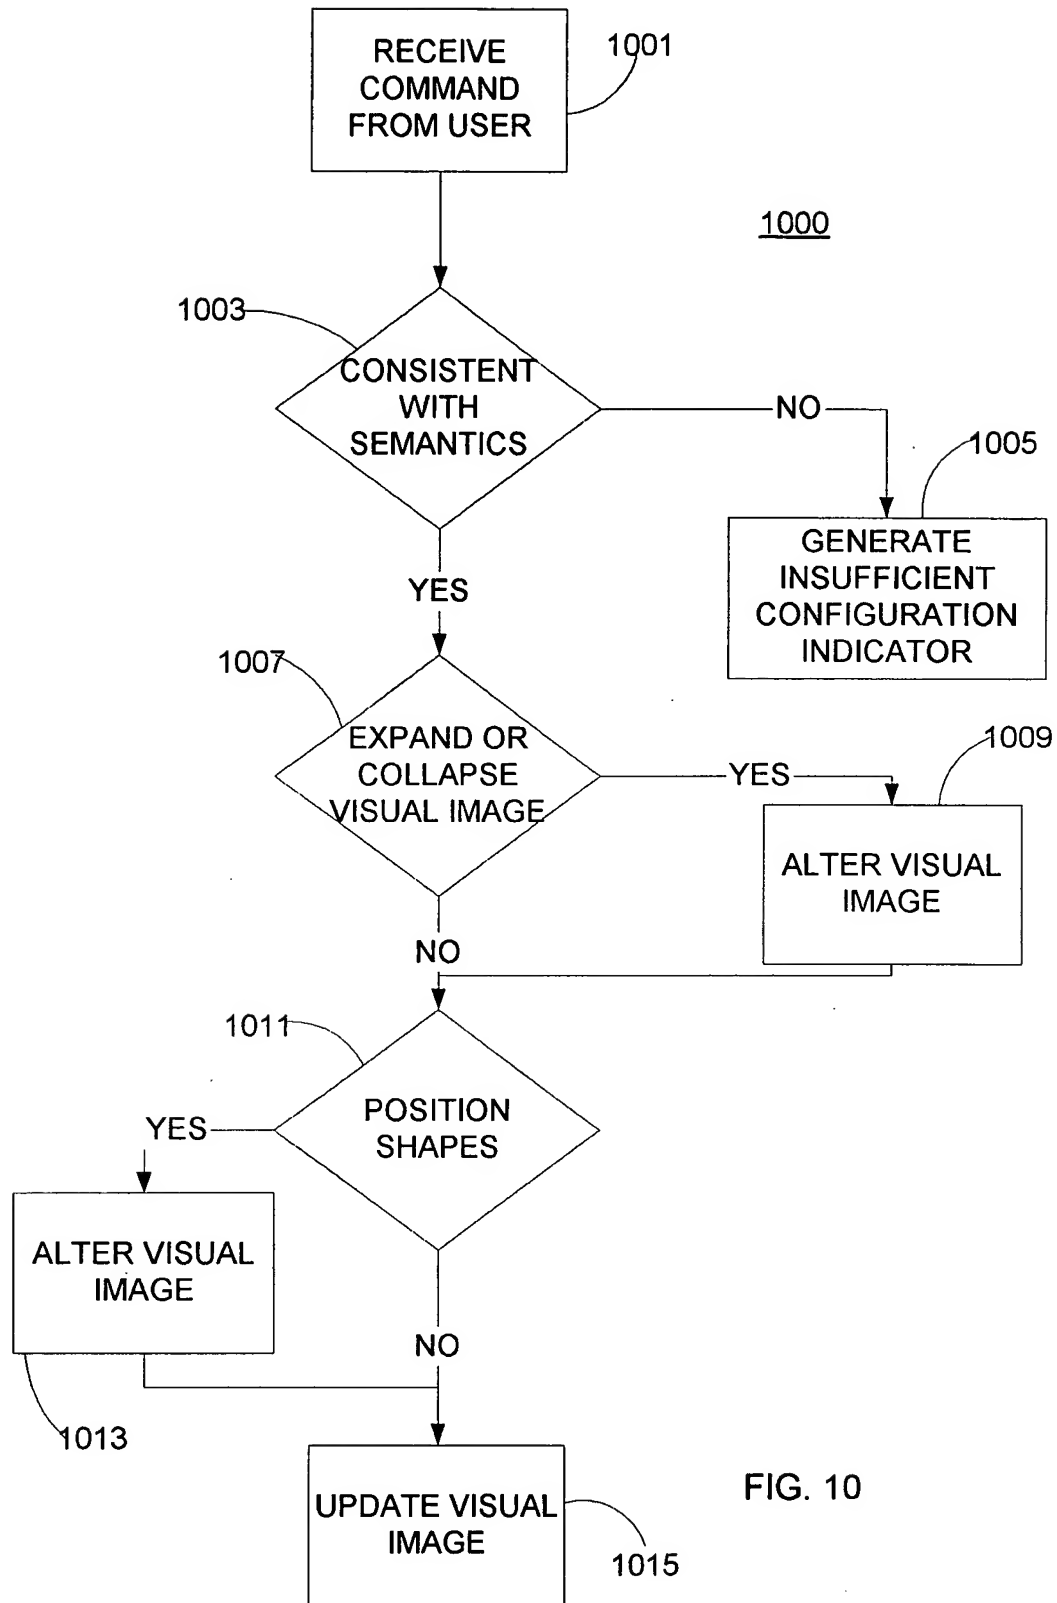 RECEIVE
COMMAND
FROM USER
1001
1000
1003
CONSISTENT
WITH
SEMANTICS
NO
1005
GENERATE
INSUFFICIENT
CONFIGURATION
INDICATOR
YES
1007
EXPAND OR
COLLAPSE
VISUAL IMAGE
YES
1009
ALTER VISUAL
IMAGE
NO
1011
POSITION
SHAPES
YES
ALTER VISUAL
IMAGE
NO
1013
UPDATE VISUAL
IMAGE
1015
FIG. 10